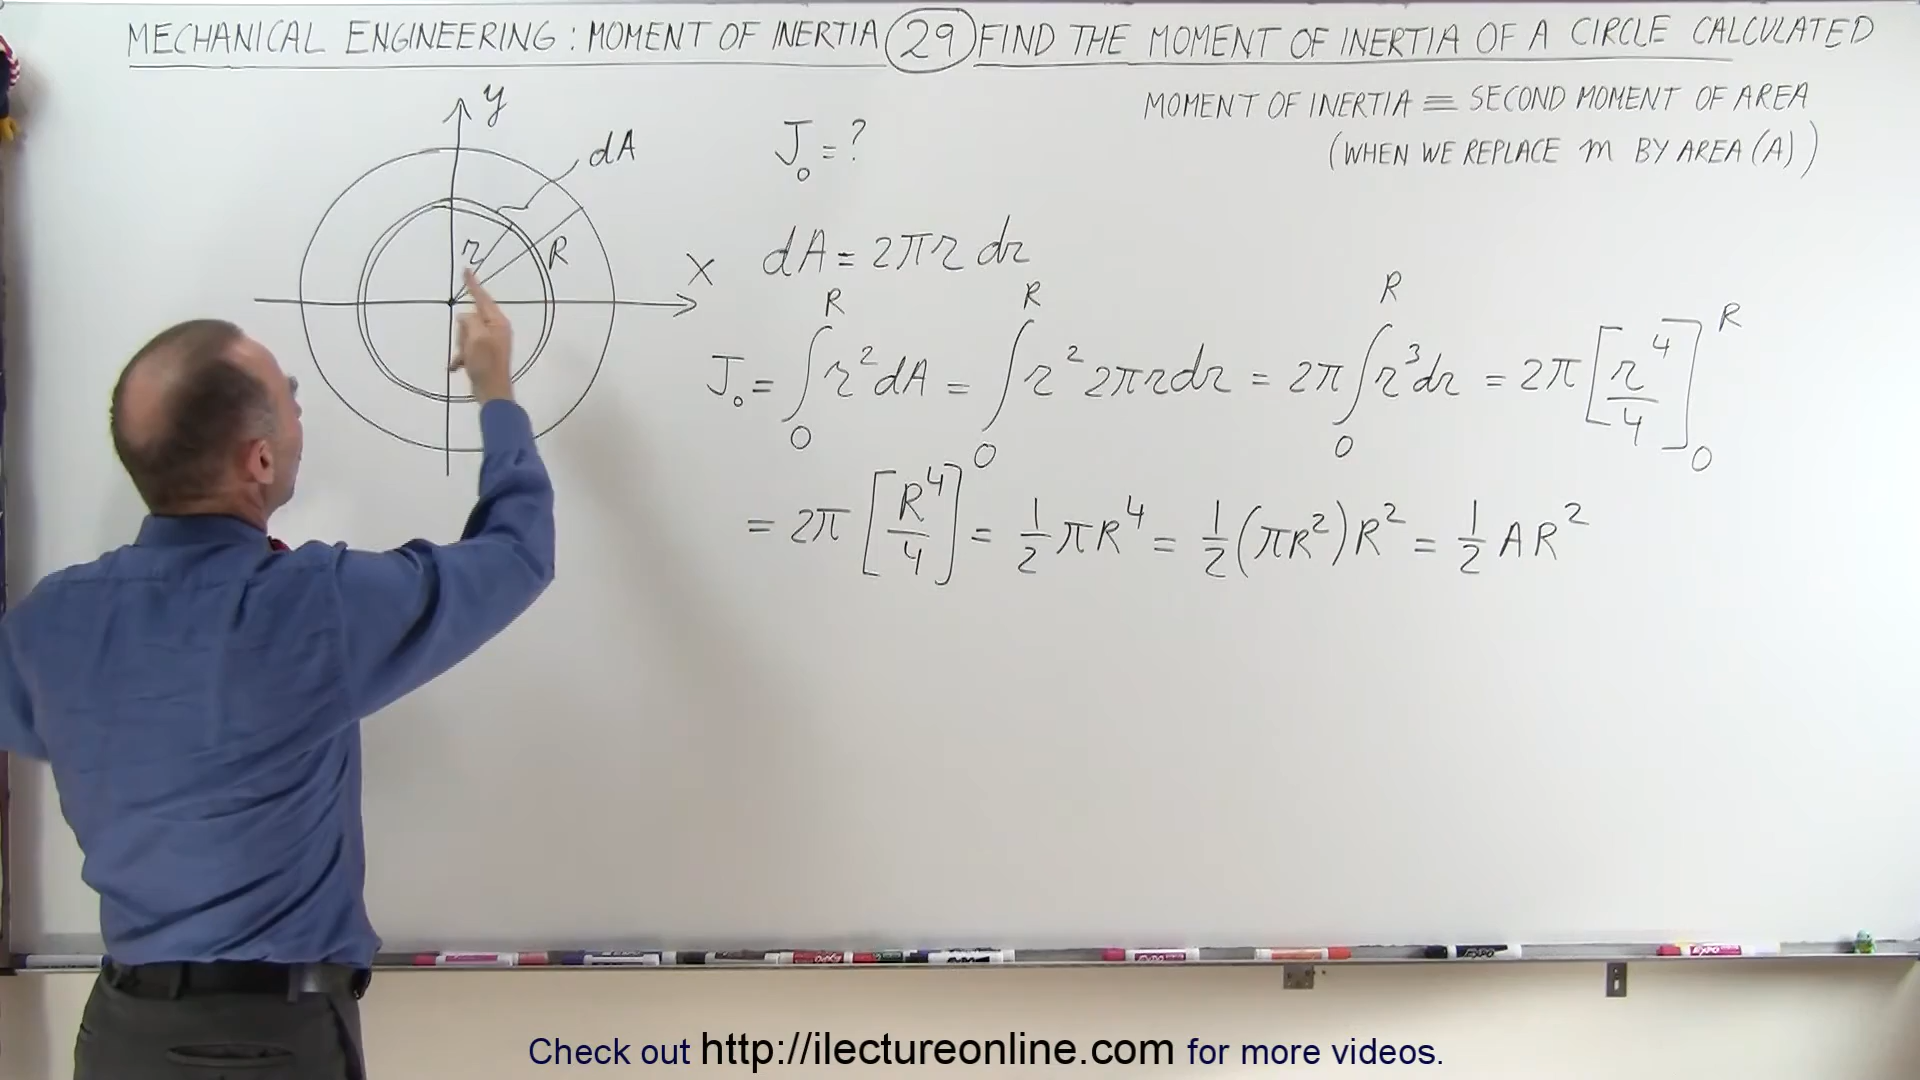 MECHANICAL ENGINEERING: MOMENT OF INERTIA 29 FIND THE MOMENT OF INERTIA OF A CIRCLE CALCULATED
MOMENT OF INERTIA ≡ SECOND MOMENT OF AREA
(WHEN WE REPLACE m BY AREA (A))
y
dA
r
R
X
J₀ = ?
dA = 2πr dr
J₀ = ∫₀ᴿ r² dA = ∫₀ᴿ r² 2πr dr = 2π ∫₀ᴿ r³ dr = 2π [r⁴/4]₀ᴿ
= 2π [R⁴/4] = 1/2 πR⁴ = 1/2 (πR²) R² = 1/2 AR²
Check out http://ilectureonline.com for more videos.